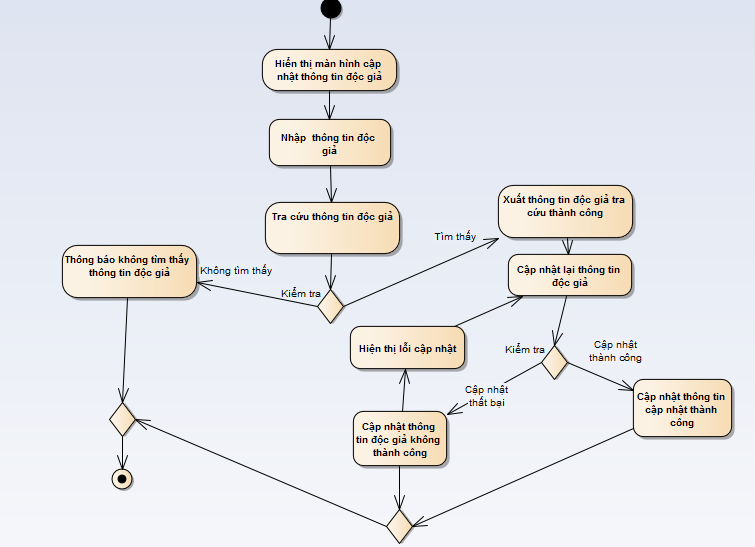 Hiển thị màn hình cập
nhật thông tin độc giả
Nhập thông tin độc
giả
Tra cứu thông tin độc giả
Xuất thông tin độc giả tra
cứu thành công
Tìm thấy
Thông báo không tìm thấy
thông tin độc giả
Không tìm thấy
Kiểm tra
Cập nhật lại thông tin
độc giả
Hiện thị lỗi cập nhật
Kiểm tra
Cập nhật
thành công
Cập nhật
thất bại
Cập nhật thông tin
cập nhật thành
công
Cập nhật thông
tin độc giả không
thành công